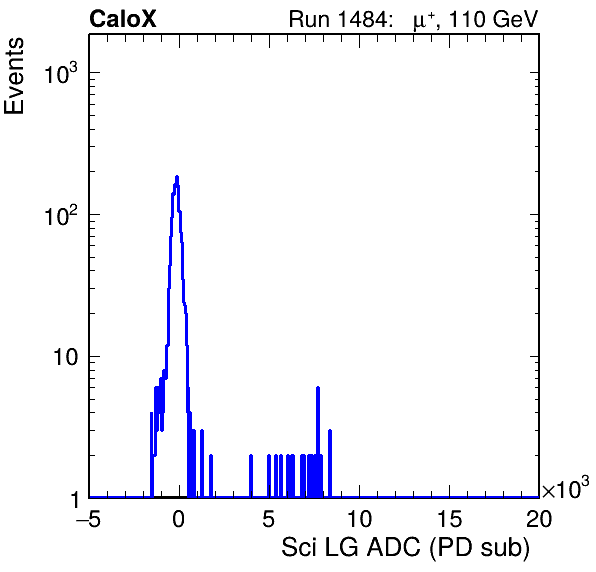 CaloX Run 1484: μ⁺, 110 GeV
Events
10³
10²
10
1
−5 0 5 10 15 20 ×10³
Sci LG ADC (PD sub)